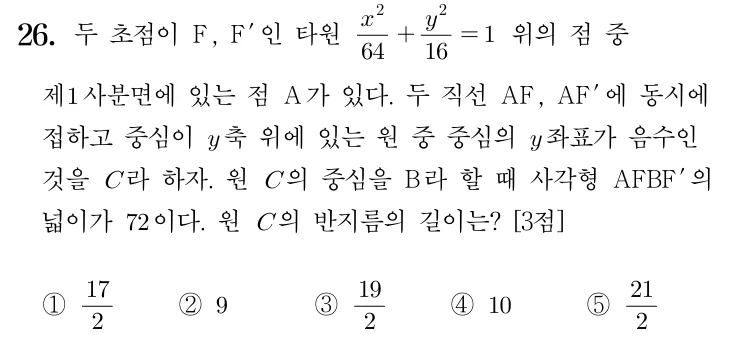 26. 두 초점이 F, F′인 타원 x²/64 + y²/16 = 1 위의 점 중
제1사분면에 있는 점 A가 있다. 두 직선 AF, AF′에 동시에
접하고 중심이 y축 위에 있는 원 중 중심의 y좌표가 음수인
것을 C라 하자. 원 C의 중심을 B라 할 때 사각형 AFBF′의
넓이가 72이다. 원 C의 반지름의 길이는? [3점]
① 17/2 ② 9 ③ 19/2 ④ 10 ⑤ 21/2